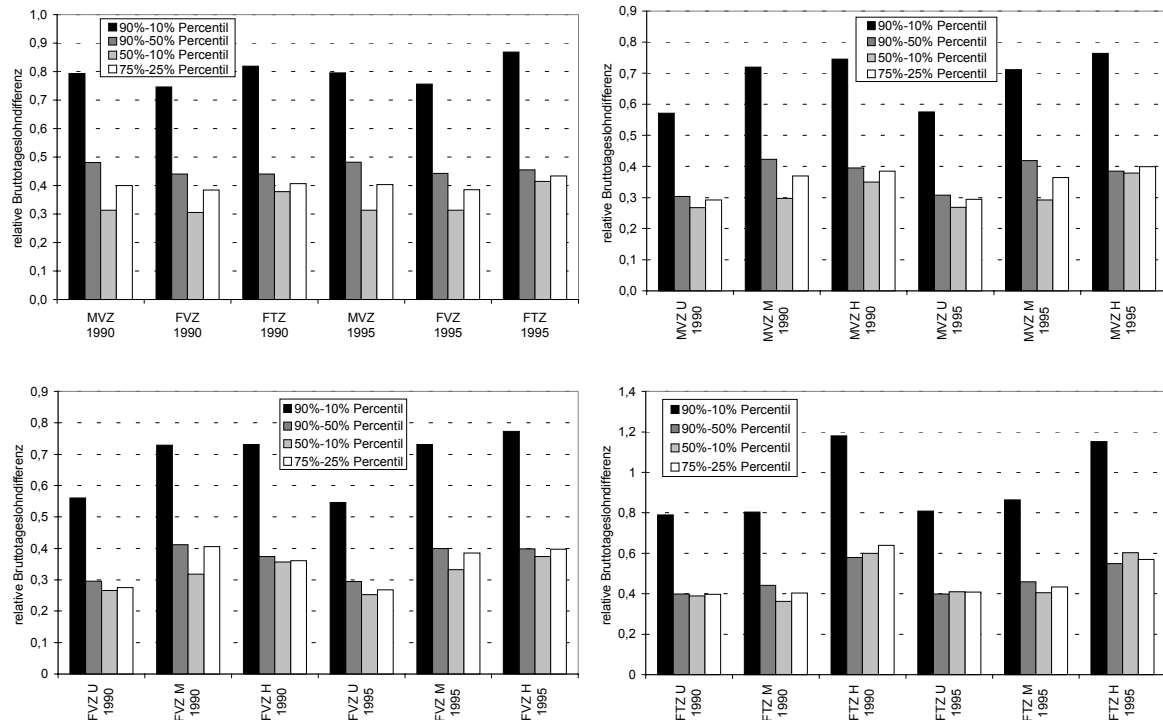 relative Bruttotageslohndifferenz
1,0
0,9
0,8
0,7
0,6
0,5
0,4
0,3
0,2
0,1
0,0
90%-10% Percentil
90%-50% Percentil
50%-10% Percentil
75%-25% Percentil
MVZ 1990
FVZ 1990
FTZ 1990
MVZ 1995
FVZ 1995
FTZ 1995
relative Bruttotageslohndifferenz
0,9
0,8
0,7
0,6
0,5
0,4
0,3
0,2
0,1
0,0
90%-10% Percentil
90%-50% Percentil
50%-10% Percentil
75%-25% Percentil
MVZ U 1990
MVZ M 1990
MVZ H 1990
MVZ U 1995
MVZ M 1995
MVZ H 1995
relative Bruttotageslohndifferenz
0,9
0,8
0,7
0,6
0,5
0,4
0,3
0,2
0,1
0
90%-10% Percentil
90%-50% Percentil
50%-10% Percentil
75%-25% Percentil
FVZ U 1990
FVZ M 1990
FVZ H 1990
FVZ U 1995
FVZ M 1995
FVZ H 1995
relative Bruttotageslohndifferenz
1,4
1,2
1
0,8
0,6
0,4
0,2
0
90%-10% Percentil
90%-50% Percentil
50%-10% Percentil
75%-25% Percentil
FTZ U 1990
FTZ M 1990
FTZ H 1990
FTZ U 1995
FTZ M 1995
FTZ H 1995